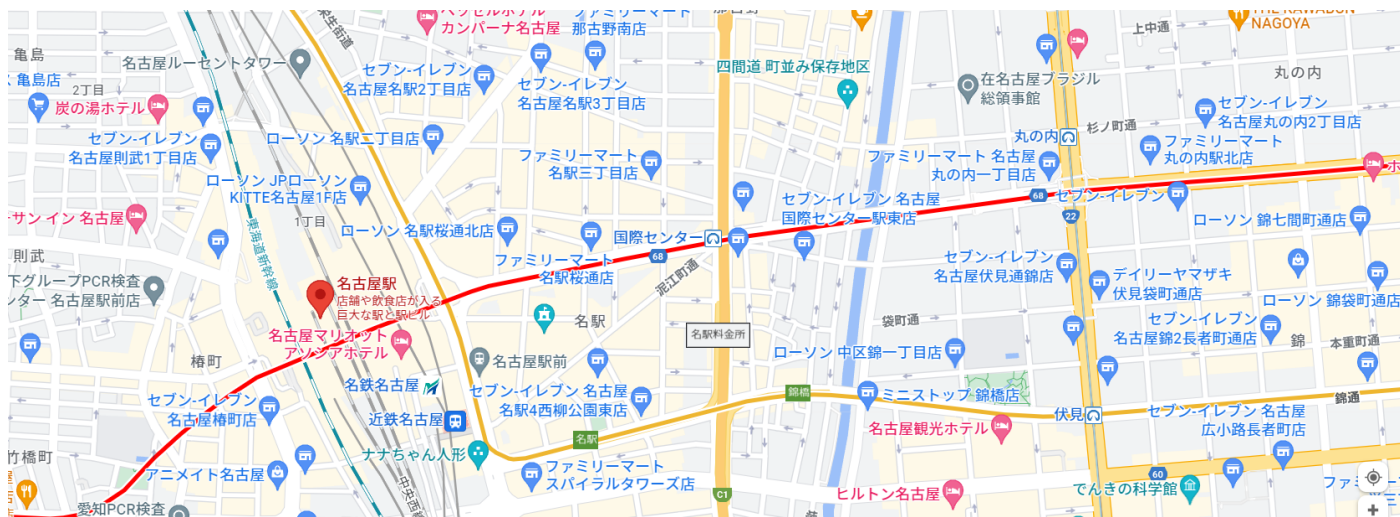 ベッセルホテル
カンパーナ名古屋
ファミリーマート
那古野南店
那古野
THE KAWABUN
NAGOYA
上中通
亀島
名古屋ルーセントタワー
セブン-イレブン
名古屋名駅2丁目店
セブン-イレブン
名古屋名駅3丁目店
四間道 町並み保存地区
在名古屋ブラジル
総領事館
丸の内
亀島店
2丁目
炭の湯ホテル
セブン-イレブン
名古屋丸の内2丁目店
杉ノ町通
セブン-イレブン
名古屋則武1丁目店
ローソン 名駅二丁目店
ファミリーマート
名駅三丁目店
丸の内
ファミリーマート 名古屋
丸の内一丁目店
ファミリーマート
丸の内駅北店
ホ
ローソン JPローソン
KITTE名古屋1F店
1丁目
サン イン 名古屋
東海道新幹線
ローソン 名駅桜通北店
国際センター
セブン-イレブン 名古屋
国際センター駅東店
68
セブン-イレブン
22
ローソン 錦七間町通店
則武
68
ファミリーマート
名駅桜通店
泥江町通
セブン-イレブン
名古屋伏見通錦店
デイリーヤマザキ
伏見袋町通店
ローソン 錦袋町通店
下グループPCR検査
ンター 名古屋駅前店
名古屋駅
店舗や飲食店が入る
巨大な駅と駅ビル
名駅
袋町通
名古屋マリオット
アソシアホテル
名駅料金所
セブン-イレブン
名古屋錦2長者町通店
錦
本重町通
椿町
名古屋駅前
ローソン 中区錦一丁目店
名鉄名古屋
セブン-イレブン 名古屋
名駅4西柳公園東店
錦橋
ミニストップ 錦橋店
錦通
セブン-イレブン
名古屋椿町店
近鉄名古屋
伏見
セブン-イレブン 名古屋
広小路長者町店
名駅
名古屋観光ホテル
竹橋町
アニメイト名古屋
ナナちゃん人形
ファミリーマート
スパイラルタワーズ店
60
中央西線
C1
ヒルトン名古屋
でんきの科学館
ファミ
愛知PCR検査